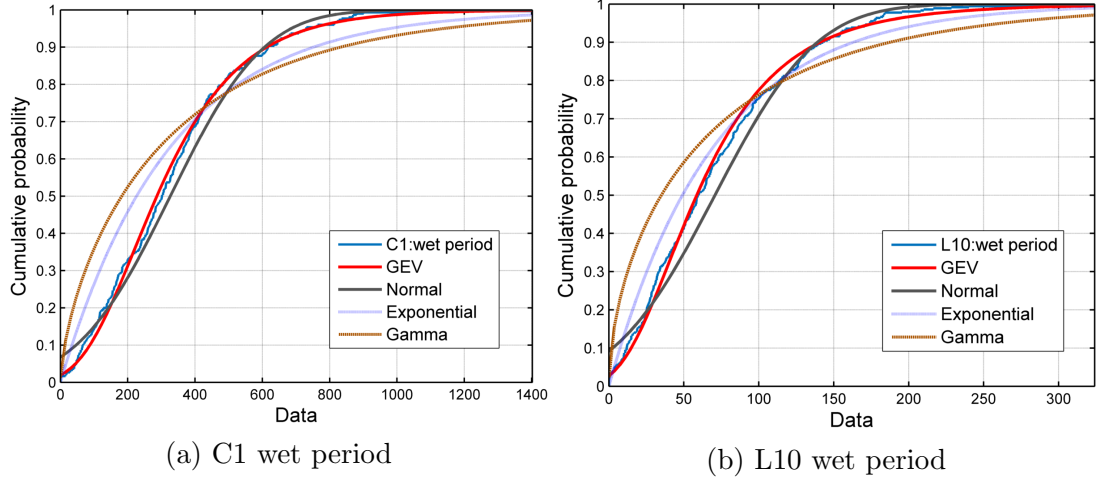 Cumulative probability
1
0.9
0.8
0.7
0.6
0.5
0.4
0.3
0.2
0.1
0
0 200 400 600 800 1000 1200 1400
Data
C1:wet period
GEV
Normal
Exponential
Gamma
(a) C1 wet period
Cumulative probability
1
0.9
0.8
0.7
0.6
0.5
0.4
0.3
0.2
0.1
0
0 50 100 150 200 250 300
Data
L10:wet period
GEV
Normal
Exponential
Gamma
(b) L10 wet period